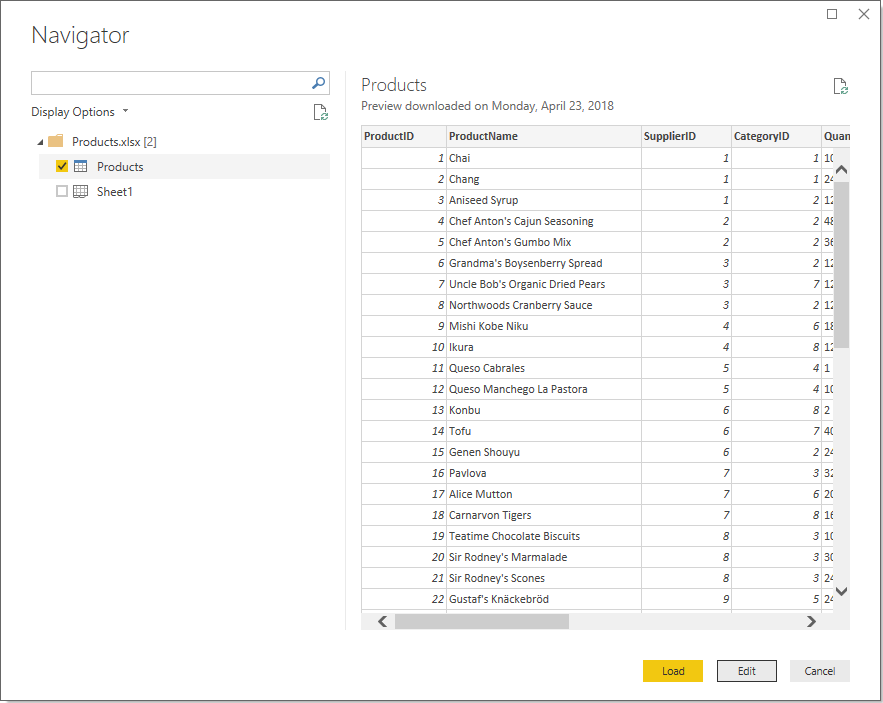 Navigator
Display Options
Products.xlsx [2]
Products
Sheet1
Products
Preview downloaded on Monday, April 23, 2018
ProductID ProductName SupplierID CategoryID Quan
1 Chai 1 1 10
2 Chang 1 1 24
3 Aniseed Syrup 1 2 12
4 Chef Anton's Cajun Seasoning 2 2 48
5 Chef Anton's Gumbo Mix 2 2 36
6 Grandma's Boysenberry Spread 3 2 12
7 Uncle Bob's Organic Dried Pears 3 7 12
8 Northwoods Cranberry Sauce 3 2 12
9 Mishi Kobe Niku 4 6 18
10 Ikura 4 8 12
11 Queso Cabrales 5 4 1
12 Queso Manchego La Pastora 5 4 10
13 Konbu 6 8 2
14 Tofu 6 7 40
15 Genen Shouyu 6 2 24
16 Pavlova 7 3 32
17 Alice Mutton 7 6 20
18 Carnarvon Tigers 7 8 16
19 Teatime Chocolate Biscuits 8 3 10
20 Sir Rodney's Marmalade 8 3 30
21 Sir Rodney's Scones 8 3 24
22 Gustaf's Knäckebröd 9 5 24
Load Edit Cancel